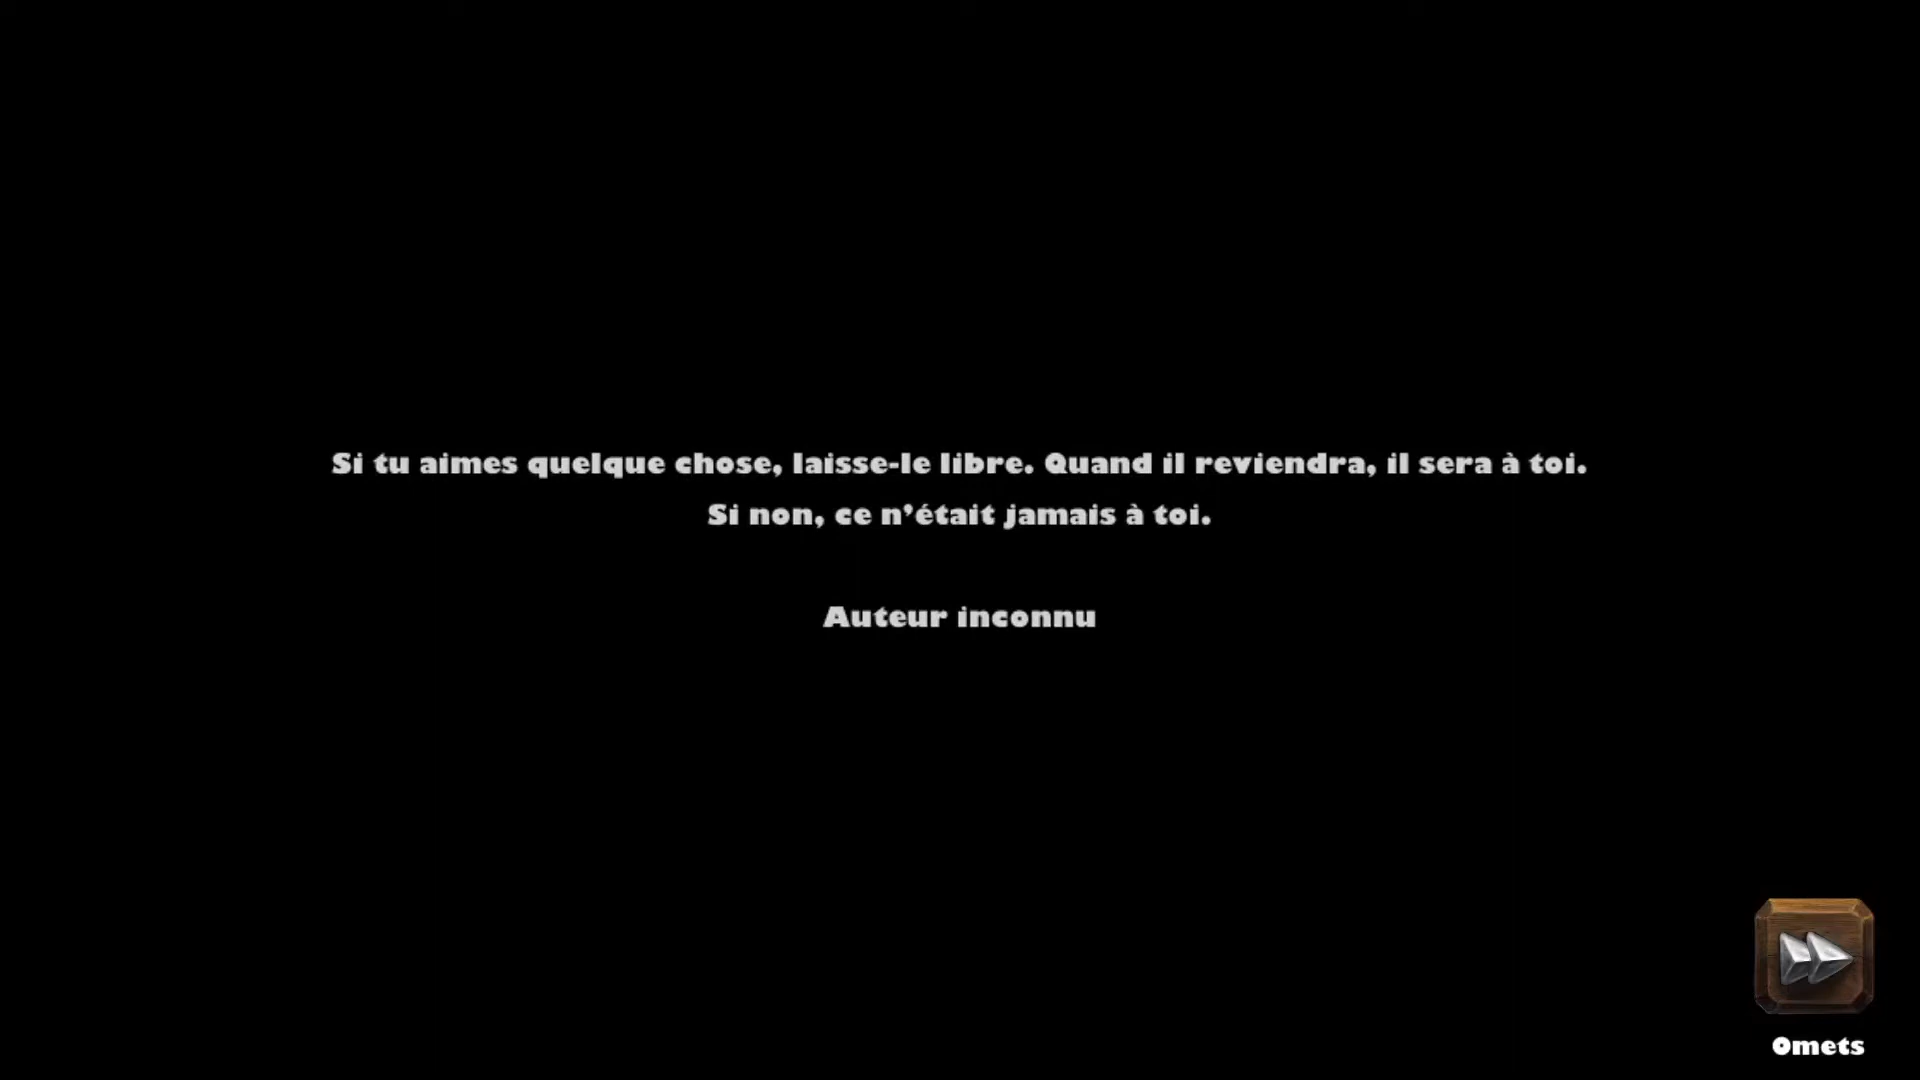 Si tu aimes quelque chose, laisse-le libre. Quand il reviendra, il sera à toi.
Si non, ce n’était jamais à toi.
Auteur inconnu
Omets